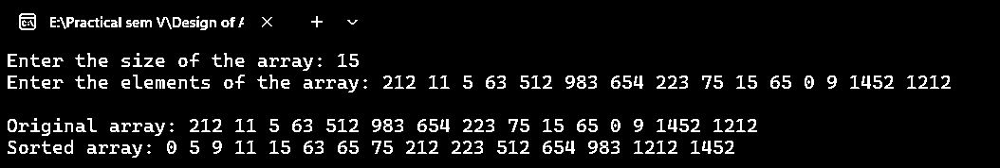 E:\Practical sem V\Design of A
Enter the size of the array: 15
Enter the elements of the array: 212 11 5 63 512 983 654 223 75 15 65 0 9 1452 1212
Original array: 212 11 5 63 512 983 654 223 75 15 65 0 9 1452 1212
Sorted array: 0 5 9 11 15 63 65 75 212 223 512 654 983 1212 1452